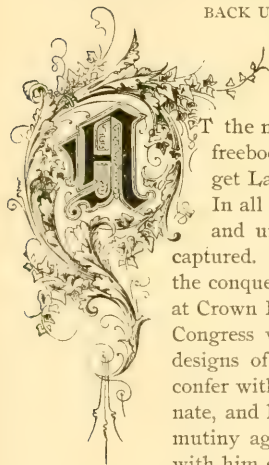 BACK U
AT the n
freeboo
get La
In all
and u
captured.
the conque
at Crown
Congress
designs of
confer with
nate, and
mutiny ag
with him